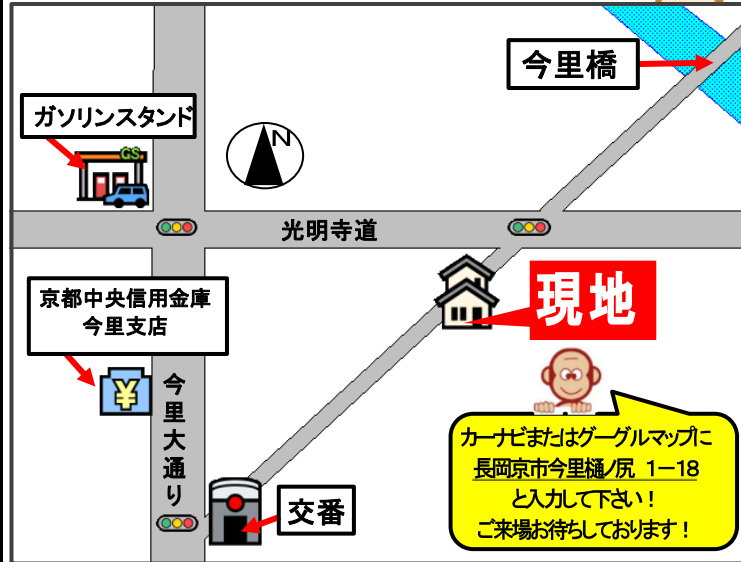 今里橋
ガソリンスタンド
GS
N
光明寺道
京都中央信用金庫
今里支店
現地
¥
今里大通り
交番
カーナビまたはグーグルマップに
長岡京市今里樋ノ尻 1－18
と入力して下さい！
ご来場お待ちしております！